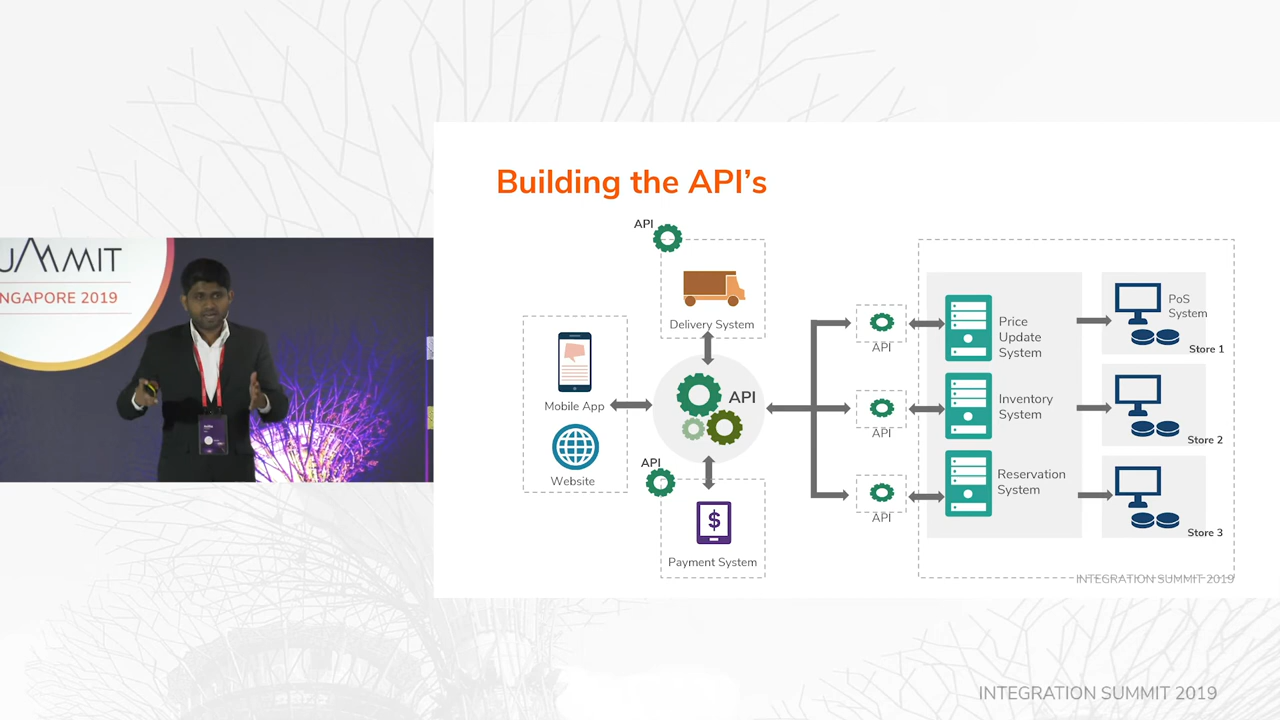 UMMIT
NGAPORE 2019
Building the API's
API
Delivery System
Mobile App
Website
API
API
Payment System
$
API
API
API
Price
Update
System
Inventory
System
Reservation
System
PoS
System
Store 1
Store 2
Store 3
INTEGRATION SUMMIT 2019
INTEGRATION SUMMIT 2019